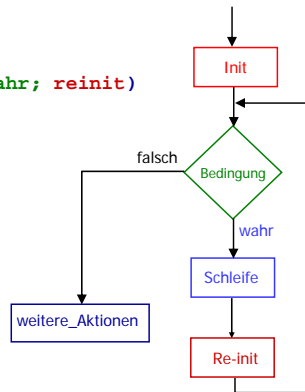 ahr; reinit)
Init
falsch
Bedingung
wahr
Schleife
weitere_Aktionen
Re-init